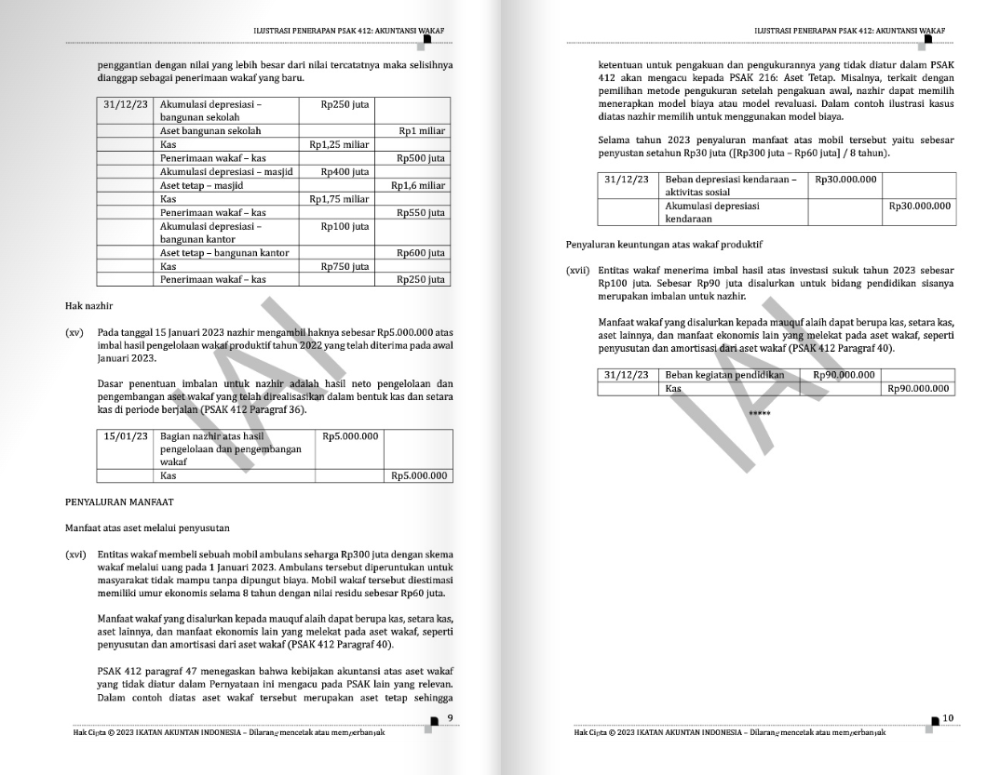 ILUSTRASI PENERAPAN PSAK 412: AKUNTANSI WAKAF
penggantian dengan nilai yang lebih besar dari nilai tercatatnya maka selisihnya
dianggap sebagai penerimaan wakaf yang baru.
31/12/23 Akumulasi depresiasi – Rp250 juta
bangunan sekolah
Aset bangunan sekolah Rp1 miliar
Kas Rp1,25 miliar
Penerimaan wakaf – kas Rp500 juta
Akumulasi depresiasi – masjid Rp400 juta
Aset tetap – masjid Rp1,6 miliar
Kas Rp1,75 miliar
Penerimaan wakaf – kas Rp550 juta
Akumulasi depresiasi – Rp100 juta
bangunan kantor
Aset tetap – bangunan kantor Rp600 juta
Kas Rp750 juta
Penerimaan wakaf – kas Rp250 juta
Hak nazhir
(xv) Pada tanggal 15 Januari 2023 nazhir mengambil haknya sebesar Rp5.000.000 atas
imbal hasil pengelolaan wakaf produktif tahun 2022 yang telah diterima pada awal
Januari 2023.
Dasar penentuan imbalan untuk nazhir adalah hasil neto pengelolaan dan
pengembangan aset wakaf yang telah direalisasikan dalam bentuk kas dan setara
kas di periode berjalan (PSAK 412 Paragraf 36).
15/01/23 Bagian nazhir atas hasil Rp5.000.000
pengelolaan dan pengembangan
wakaf
Kas Rp5.000.000
PENYALURAN MANFAAT
Manfaat atas aset melalui penyusutan
(xvi) Entitas wakaf membeli sebuah mobil ambulans seharga Rp300 juta dengan skema
wakaf melalui uang pada 1 Januari 2023. Ambulans tersebut diperuntukan untuk
masyarakat tidak mampu tanpa dipungut biaya. Mobil wakaf tersebut diestimasi
memiliki umur ekonomis selama 8 tahun dengan nilai residu sebesar Rp60 juta.
Manfaat wakaf yang disalurkan kepada mauquf alaih dapat berupa kas, setara kas,
aset lainnya, dan manfaat ekonomis lain yang melekat pada aset wakaf, seperti
penyusutan dan amortisasi dari aset wakaf (PSAK 412 Paragraf 40).
PSAK 412 paragraf 47 menegaskan bahwa kebijakan akuntansi atas aset wakaf
yang tidak diatur dalam Pernyataan ini mengacu pada PSAK lain yang relevan.
Dalam contoh diatas aset wakaf tersebut merupakan aset tetap sehingga
IAI
9
Hak Cipta © 2023 IKATAN AKUNTAN INDONESIA – Dilarang mencetak atau memperbanyak
ILUSTRASI PENERAPAN PSAK 412: AKUNTANSI WAKAF
ketentuan untuk pengakuan dan pengukurannya yang tidak diatur dalam PSAK
412 akan mengacu kepada PSAK 216: Aset Tetap. Misalnya, terkait dengan
pemilihan metode pengukuran setelah pengakuan awal, nazhir dapat memilih
menerapkan model biaya atau model revaluasi. Dalam contoh ilustrasi kasus
diatas nazhir memilih untuk menggunakan model biaya.
Selama tahun 2023 penyaluran manfaat atas mobil tersebut yaitu sebesar
penyustan setahun Rp30 juta ([Rp300 juta – Rp60 juta] / 8 tahun).
31/12/23 Beban depresiasi kendaraan – Rp30.000.000
aktivitas sosial
Akumulasi depresiasi Rp30.000.000
kendaraan
Penyaluran keuntungan atas wakaf produktif
(xvii) Entitas wakaf menerima imbal hasil atas investasi sukuk tahun 2023 sebesar
Rp100 juta. Sebesar Rp90 juta disalurkan untuk bidang pendidikan sisanya
merupakan imbalan untuk nazhir.
Manfaat wakaf yang disalurkan kepada mauquf alaih dapat berupa kas, setara kas,
aset lainnya, dan manfaat ekonomis lain yang melekat pada aset wakaf, seperti
penyusutan dan amortisasi dari aset wakaf (PSAK 412 Paragraf 40).
31/12/23 Beban kegiatan pendidikan Rp90.000.000
Kas Rp90.000.000
*****
IAI
10
Hak Cipta © 2023 IKATAN AKUNTAN INDONESIA – Dilarang mencetak atau memperbanyak